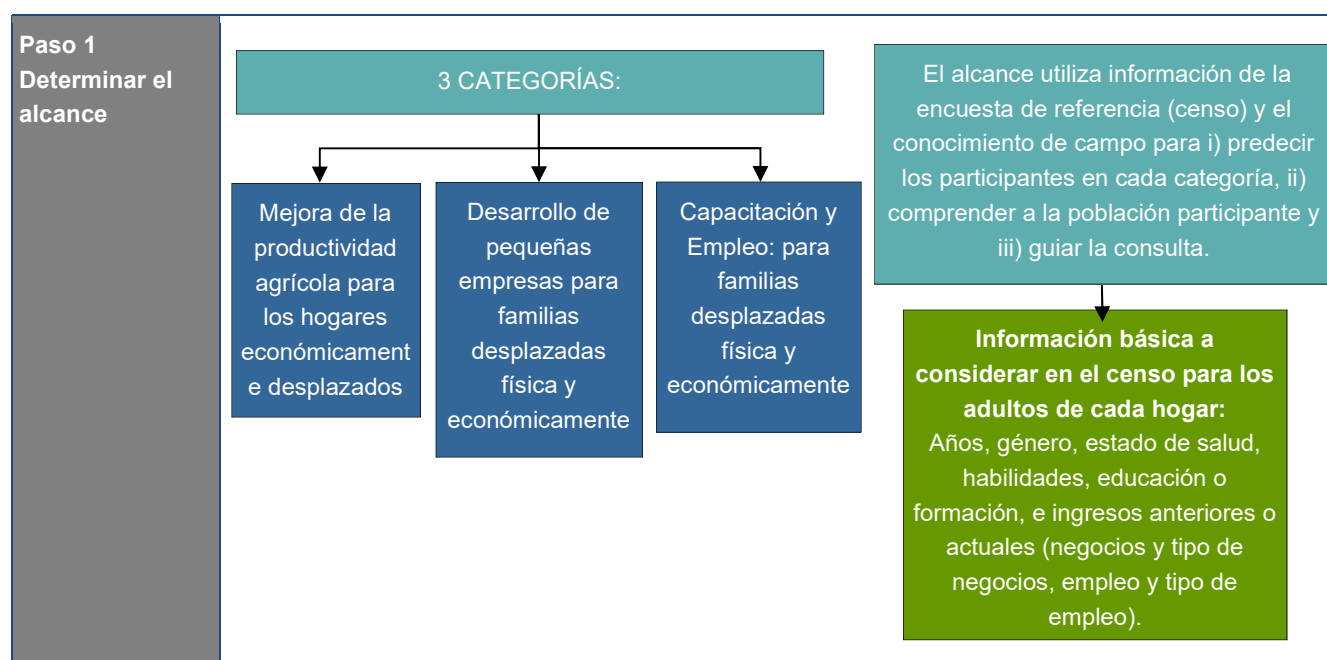 Paso 1
Determinar el
alcance
3 CATEGORÍAS:
Mejora de la
productividad
agrícola para
los hogares
económicament
e desplazados
Desarrollo de
pequeñas
empresas para
familias
desplazadas
física y
económicamente
Capacitación y
Empleo: para
familias
desplazadas
física y
económicamente
El alcance utiliza información de la
encuesta de referencia (censo) y el
conocimiento de campo para i) predecir
los participantes en cada categoría, ii)
comprender a la población participante y
iii) guiar la consulta.
Información básica a
considerar en el censo para los
adultos de cada hogar:
Años, género, estado de salud,
habilidades, educación o
formación, e ingresos anteriores o
actuales (negocios y tipo de
negocios, empleo y tipo de
empleo).